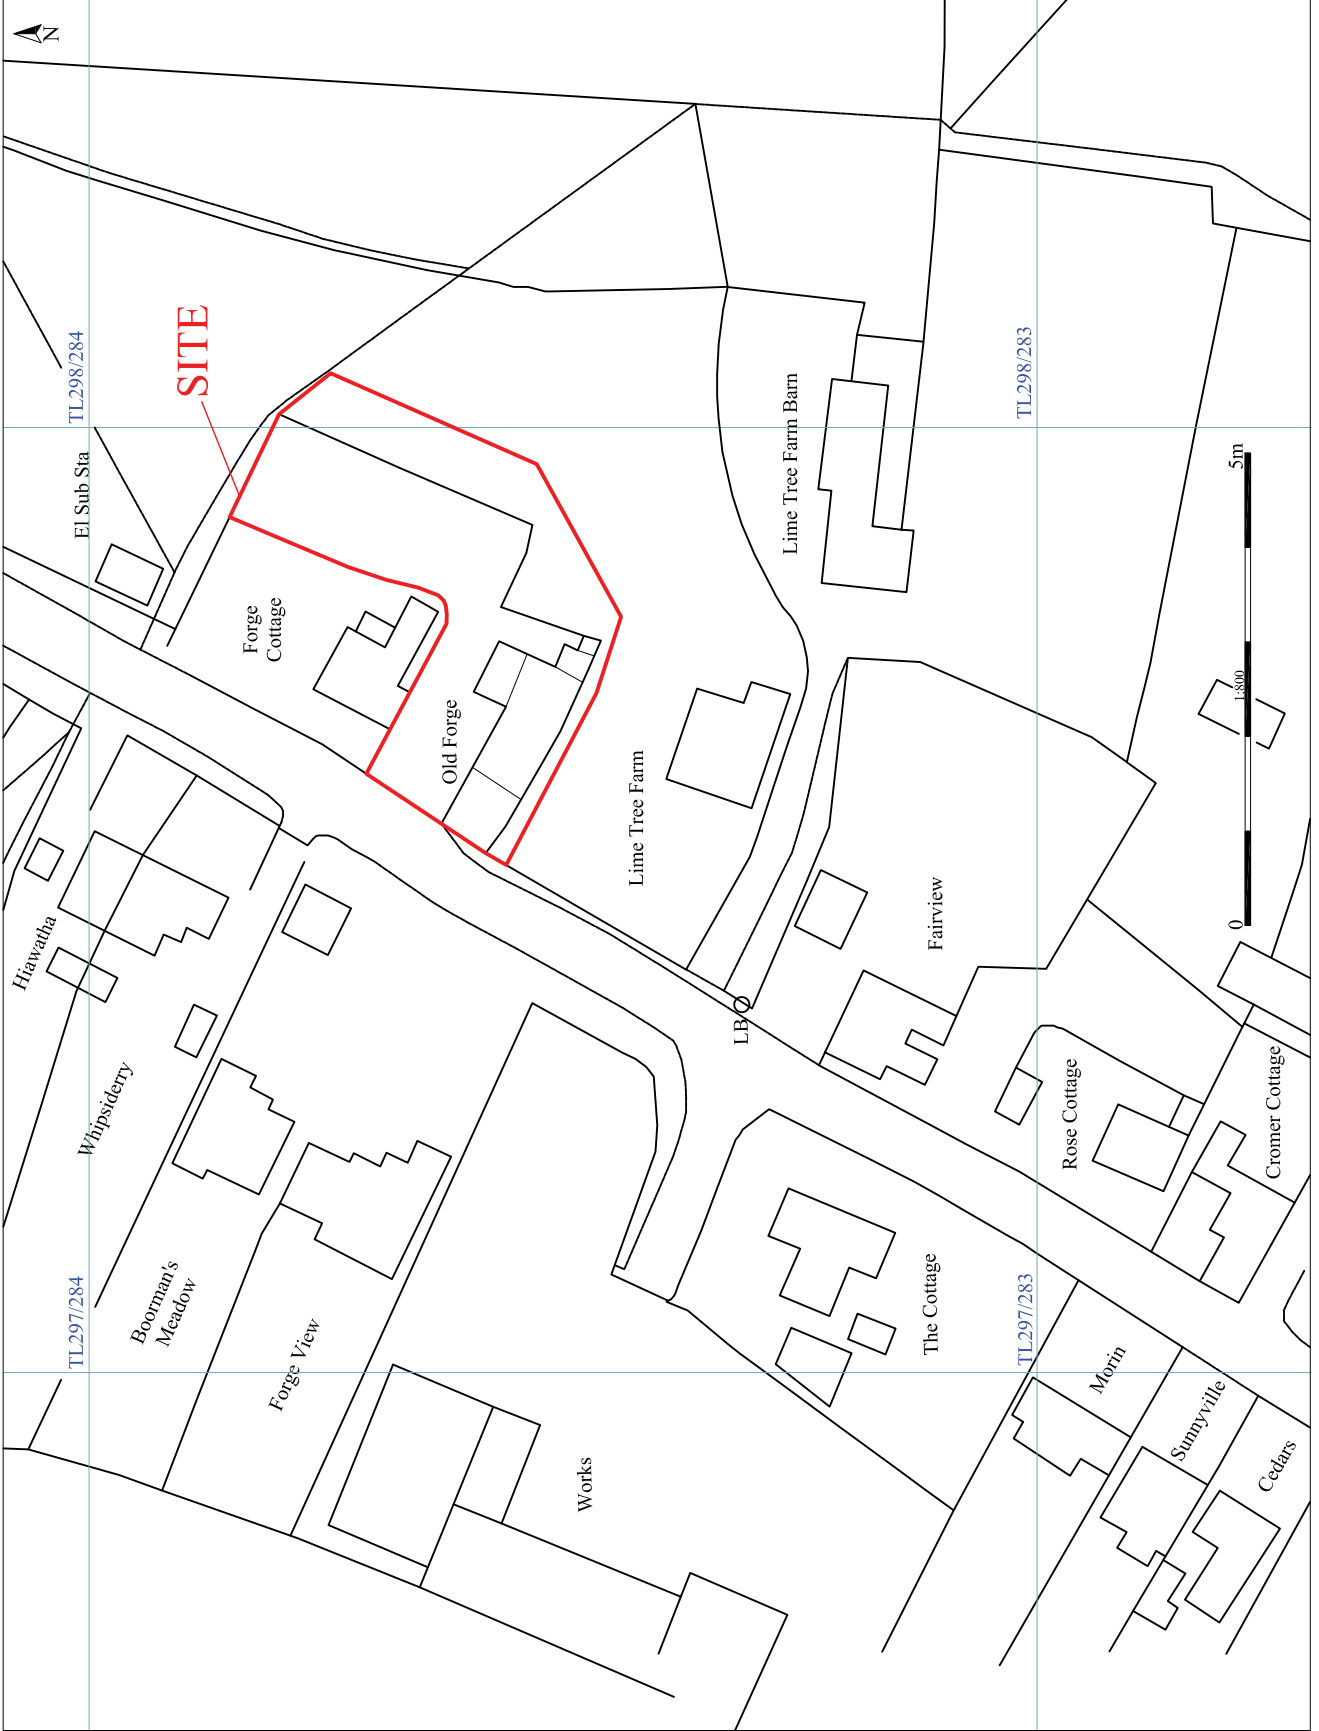 N
TL298/284
SITE
El Sub Sta
Forge
Cottage
Old Forge
Lime Tree Farm
Lime Tree Farm Barn
TL298/283
5m
1:800
0
Hiawatha
Whipsiderry
Boorman's
Meadow
TL297/284
Forge View
Works
LB
Fairview
Rose Cottage
Cromer Cottage
The Cottage
TL297/283
Morin
Sunnyville
Cedars